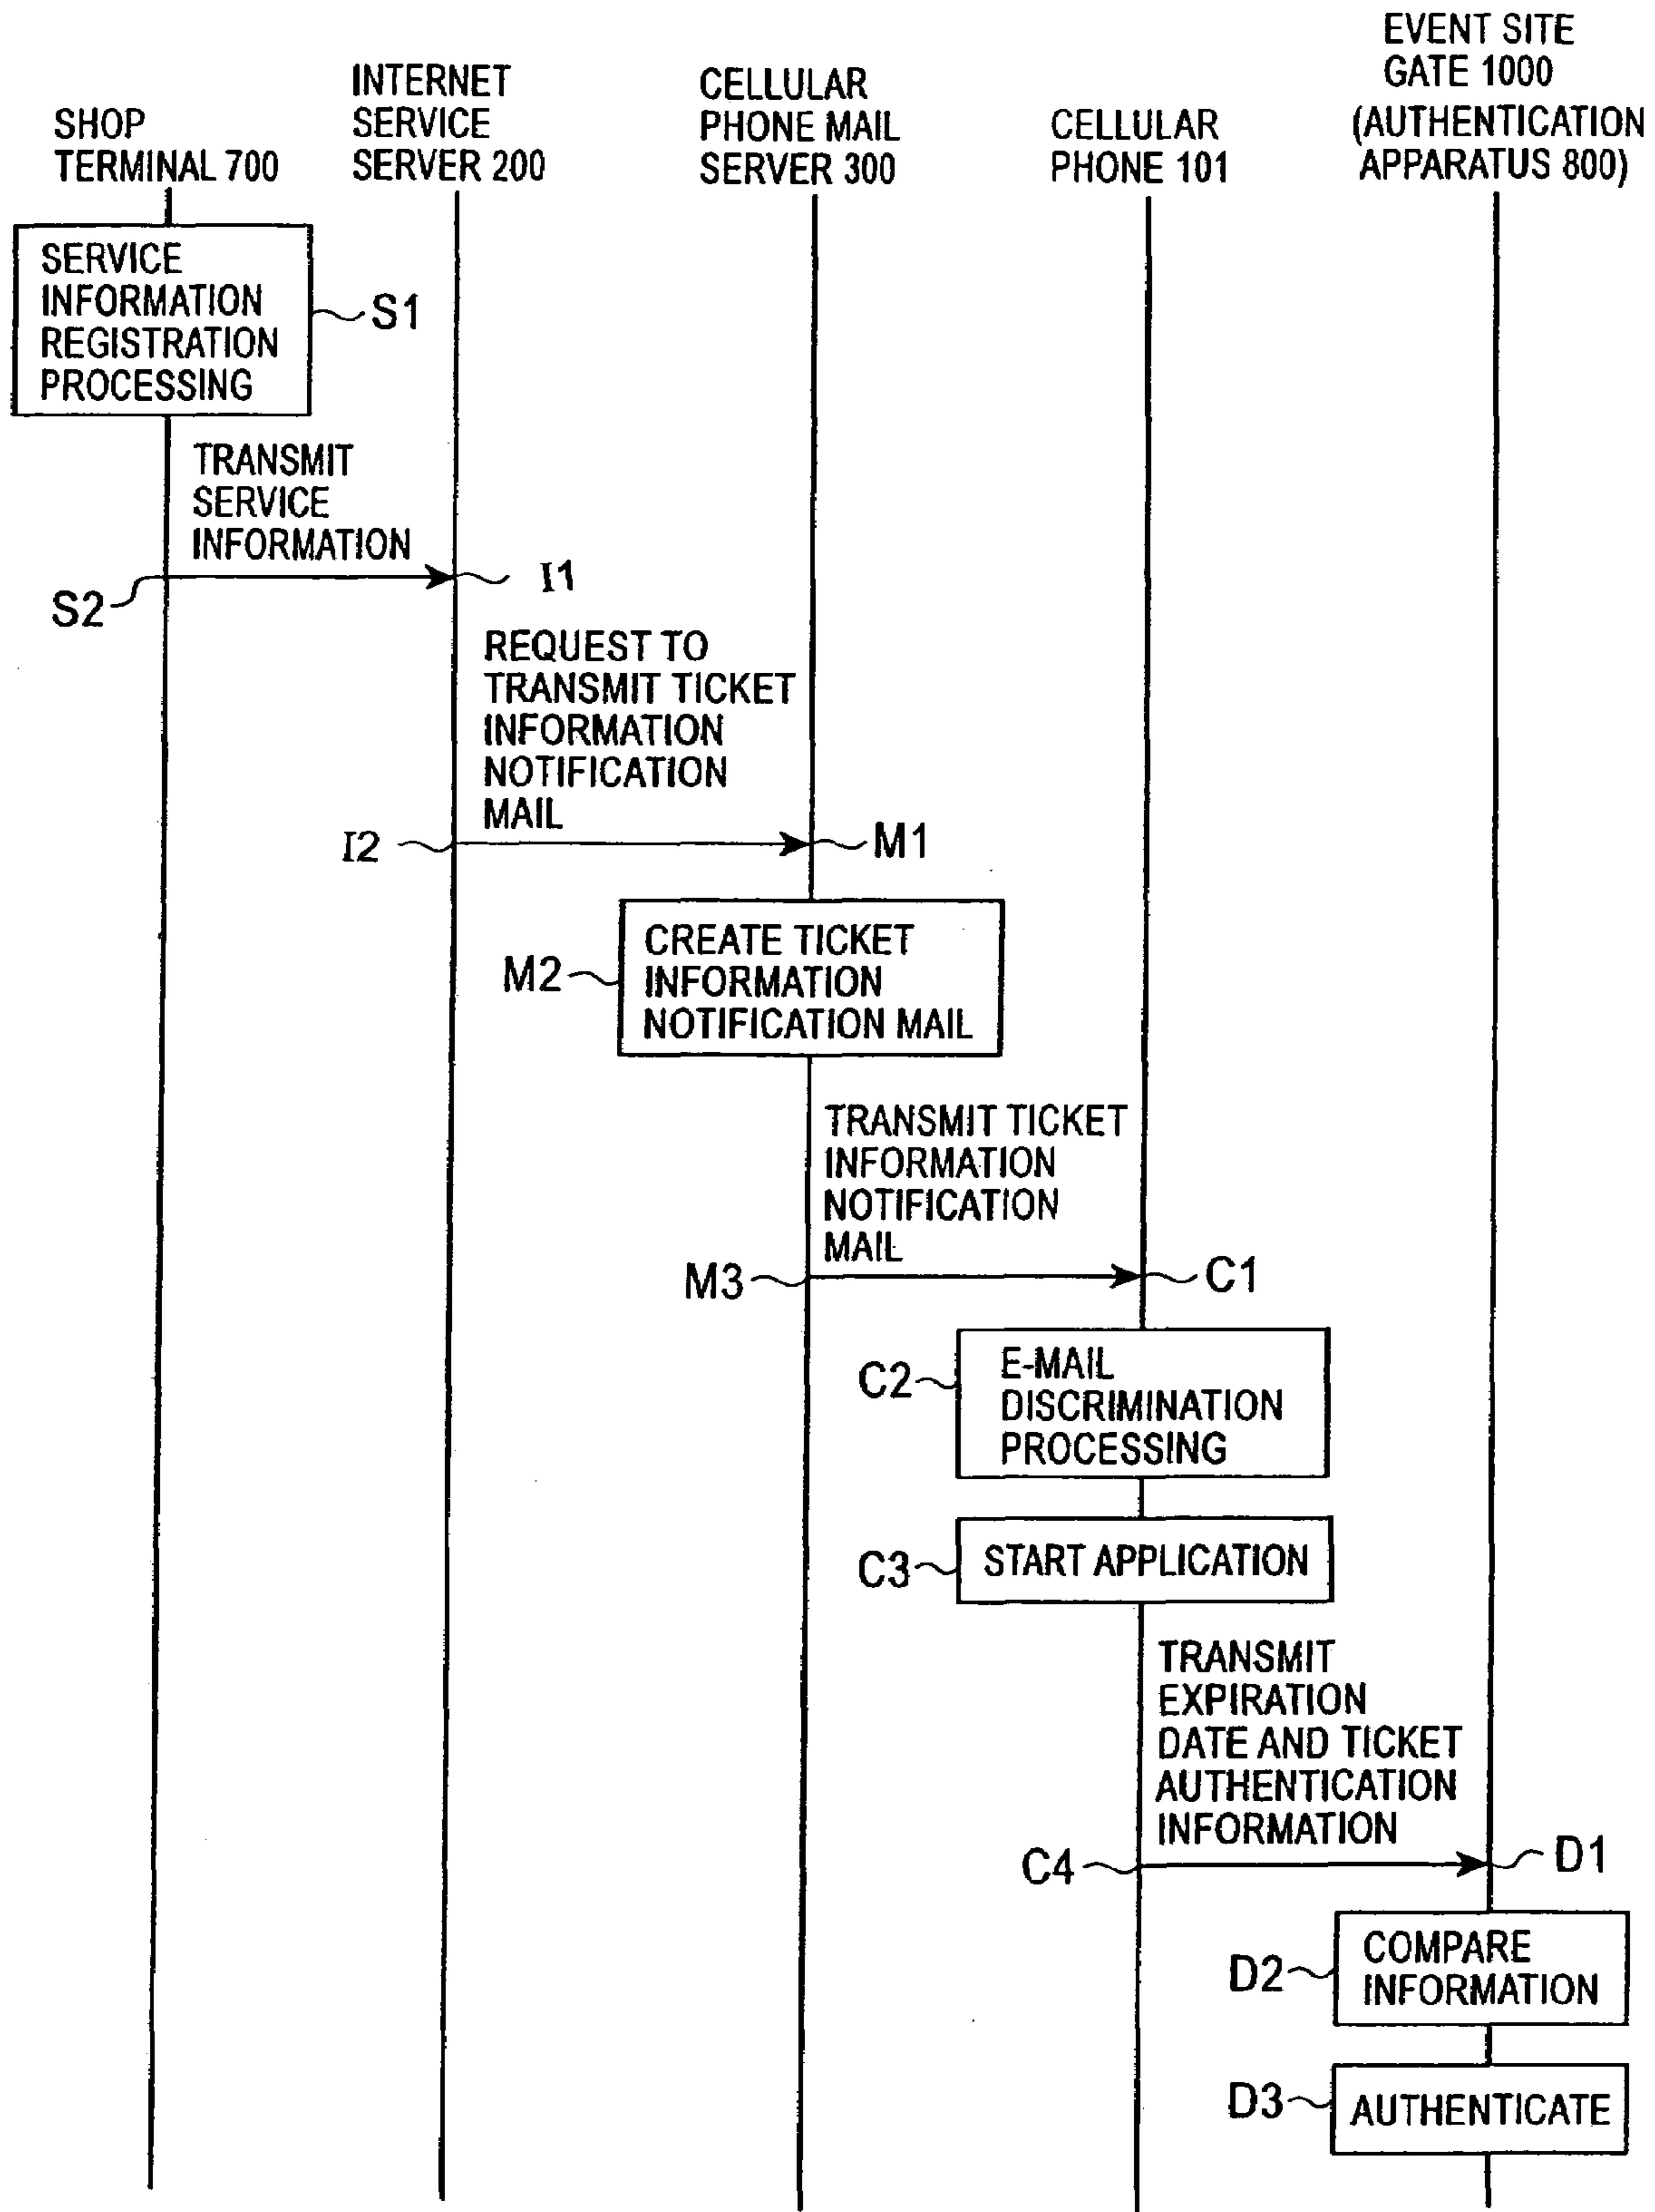 SHOP
TERMINAL 700
INTERNET
SERVICE
SERVER 200
CELLULAR
PHONE MAIL
SERVER 300
CELLULAR
PHONE 101
EVENT SITE
GATE 1000
(AUTHENTICATION
APPARATUS 800)
SERVICE
INFORMATION
REGISTRATION
PROCESSING
S1
TRANSMIT
SERVICE
INFORMATION
S2
I1
REQUEST TO
TRANSMIT TICKET
INFORMATION
NOTIFICATION
MAIL
I2
M1
CREATE TICKET
INFORMATION
NOTIFICATION MAIL
M2
TRANSMIT TICKET
INFORMATION
NOTIFICATION
MAIL
M3
C1
C2
E-MAIL
DISCRIMINATION
PROCESSING
C3
START APPLICATION
TRANSMIT
EXPIRATION
DATE AND TICKET
AUTHENTICATION
INFORMATION
C4
D1
D2
COMPARE
INFORMATION
D3
AUTHENTICATE